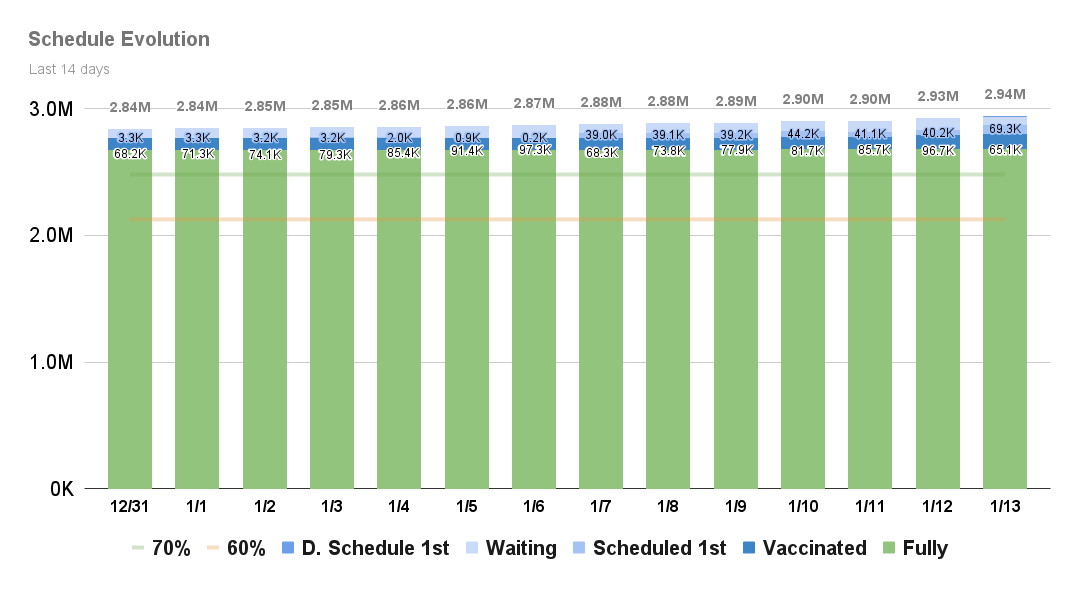 Schedule Evolution
Last 14 days
2.84M 2.84M 2.85M 2.85M 2.86M 2.86M 2.87M 2.88M 2.88M 2.89M 2.90M 2.90M 2.93M 2.94M
3.0M
3.3K 3.3K 3.2K 3.2K 2.0K 0.9K 0.2K 39.0K 39.1K 39.2K 44.2K 41.1K 40.2K 69.3K
68.2K 71.3K 74.1K 79.3K 85.4K 91.4K 97.3K 68.3K 73.8K 77.9K 81.7K 85.7K 96.7K 65.1K
2.0M
1.0M
0K
12/31 1/1 1/2 1/3 1/4 1/5 1/6 1/7 1/8 1/9 1/10 1/11 1/12 1/13
70% 60% D. Schedule 1st Waiting Scheduled 1st Vaccinated Fully